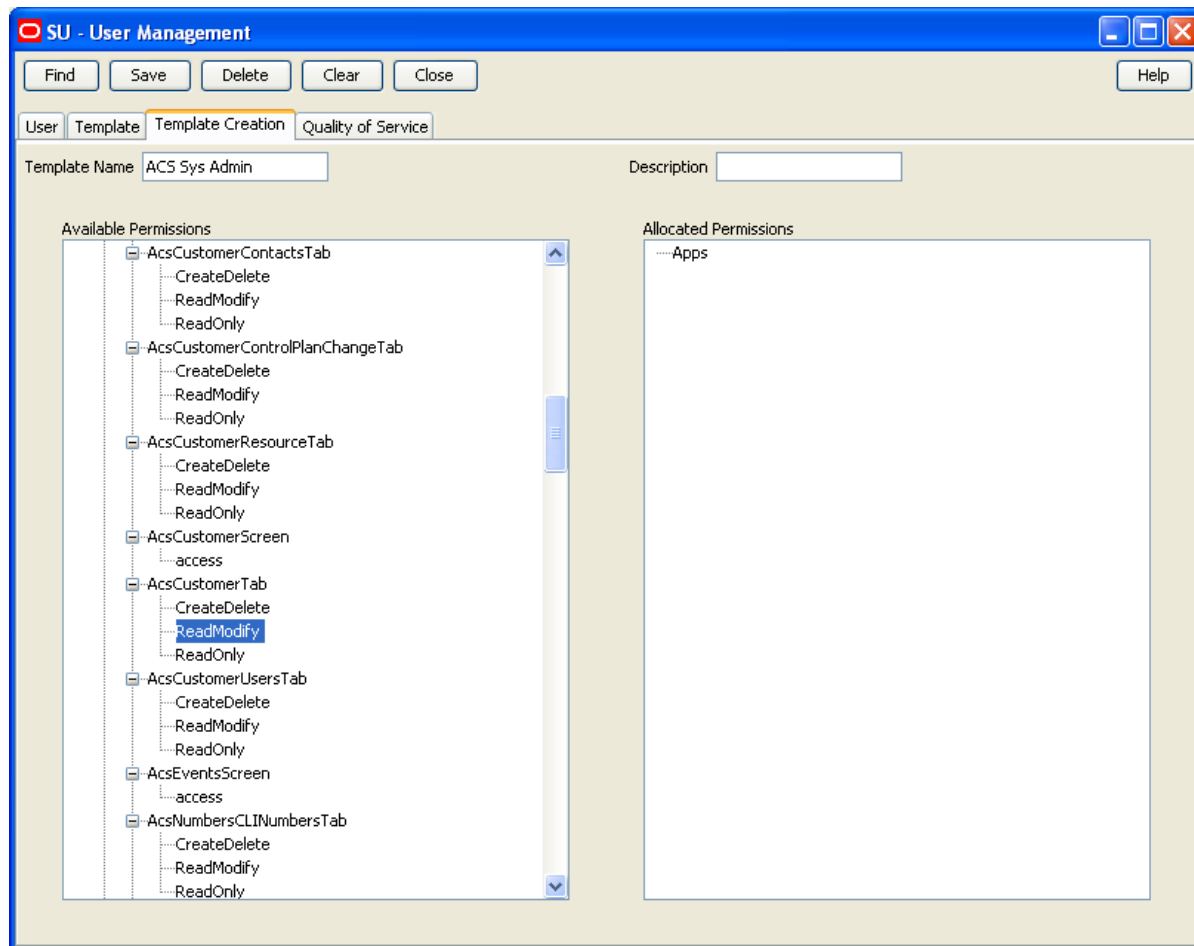 SU - User Management
Find Save Delete Clear Close Help
User Template Template Creation Quality of Service
Template Name ACS Sys Admin Description
Available Permissions
AcsCustomerContactsTab
CreateDelete
ReadModify
ReadOnly
AcsCustomerControlPlanChangeTab
CreateDelete
ReadModify
ReadOnly
AcsCustomerResourceTab
CreateDelete
ReadModify
ReadOnly
AcsCustomerScreen
access
AcsCustomerTab
CreateDelete
ReadModify
ReadOnly
AcsCustomerUsersTab
CreateDelete
ReadModify
ReadOnly
AcsEventsScreen
access
AcsNumbersCLINumbersTab
CreateDelete
ReadModify
ReadOnly
Allocated Permissions
Apps